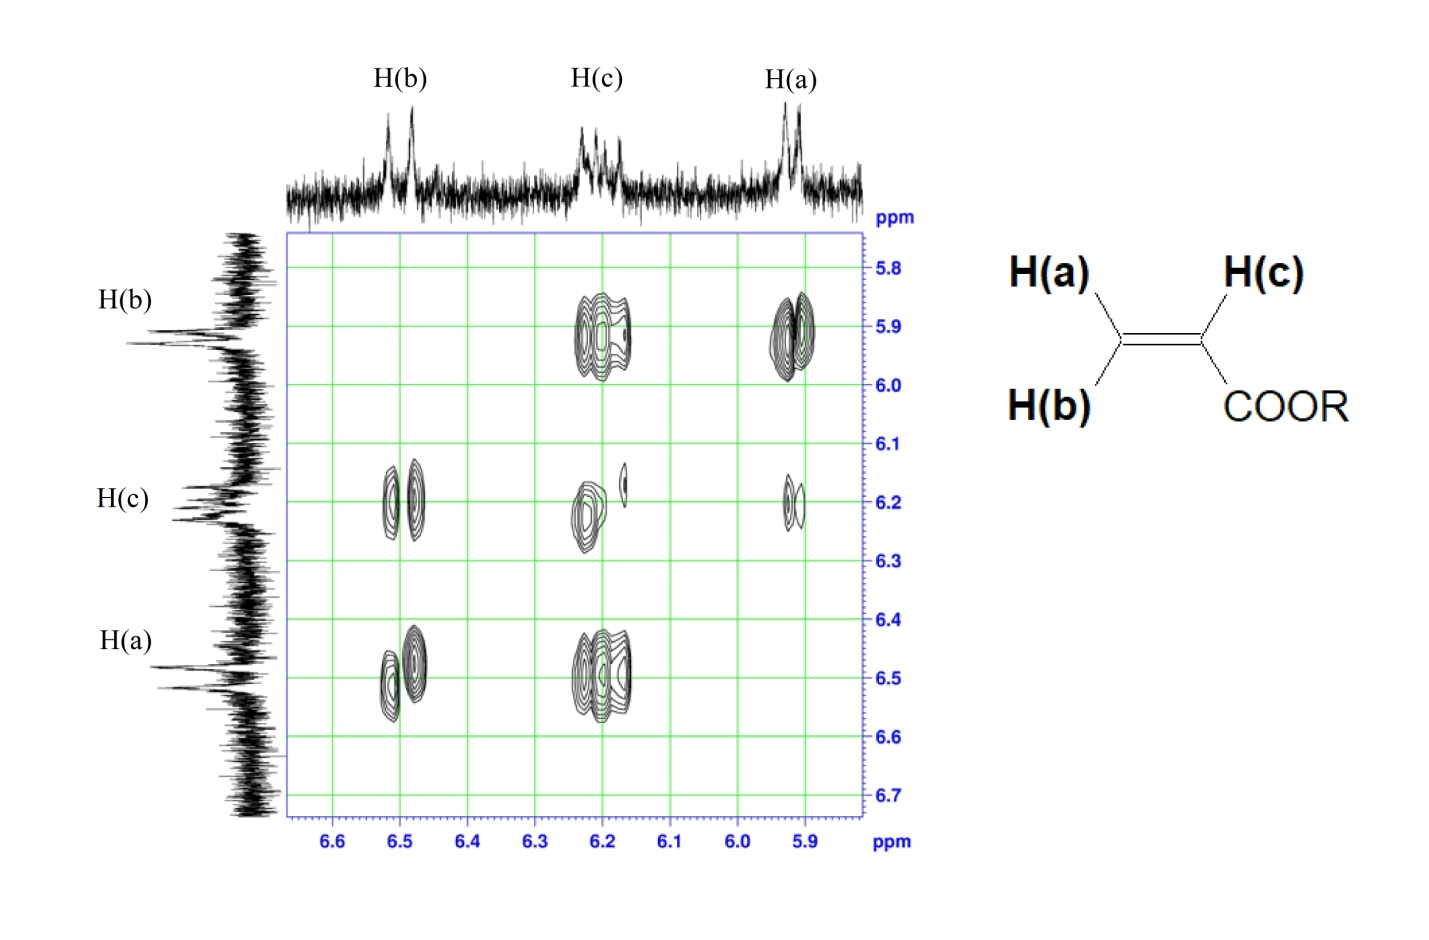 H(b) H(c) H(a)
ppm
5.8
H(b)
5.9
6.0
6.1
H(c)
6.2
6.3
6.4
H(a)
6.5
6.6
6.7
6.6 6.5 6.4 6.3 6.2 6.1 6.0 5.9 ppm
H(a) H(c)
H(b) COOR